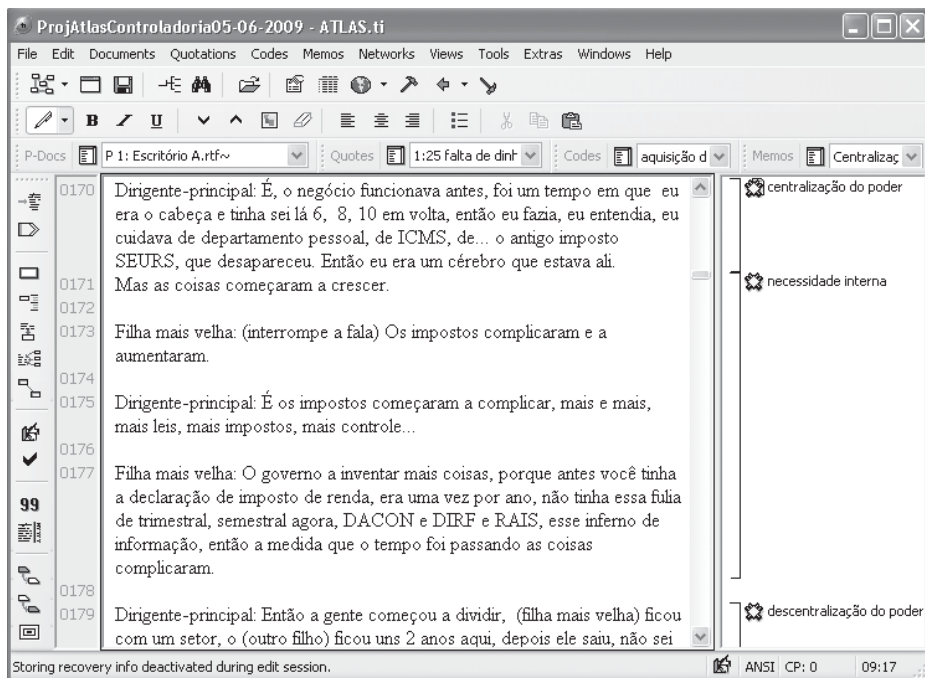 ProjAtlasControladoria05-06-2009 - ATLAS.ti
File Edit Documents Quotations Codes Memos Networks Views Tools Extras Windows Help
B I U
P-Docs P 1: Escritório A.rtf~ Quotes 1:25 falta de dinh Codes aquisição d Memos Centralizaç
0170 Dirigente-principal: É, o negócio funcionava antes, foi um tempo em que eu
era o cabeça e tinha sei lá 6, 8, 10 em volta, então eu fazia, eu entendia, eu
cuidava de departamento pessoal, de ICMS, de... o antigo imposto
SEURS, que desapareceu. Então eu era um cérebro que estava ali.
0171 Mas as coisas começaram a crescer.
0172
0173 Filha mais velha: (interrompe a fala) Os impostos complicaram e a
aumentaram.
0174
0175 Dirigente-principal: É os impostos começaram a complicar, mais e mais,
mais leis, mais impostos, mais controle...
0176
0177 Filha mais velha: O governo a inventar mais coisas, porque antes você tinha
a declaração de imposto de renda, era uma vez por ano, não tinha essa fulia
de trimestral, semestral agora, DACON e DIRF e RAIS, esse inferno de
informação, então a medida que o tempo foi passando as coisas
complicaram.
0178
0179 Dirigente-principal: Então a gente começou a dividir, (filha mais velha) ficou
com um setor, o (outro filho) ficou uns 2 anos aqui, depois ele saiu, não sei
centralização do poder
necessidade interna
descentralização do poder
99
Storing recovery info deactivated during edit session. ANSI CP: 0 09:17